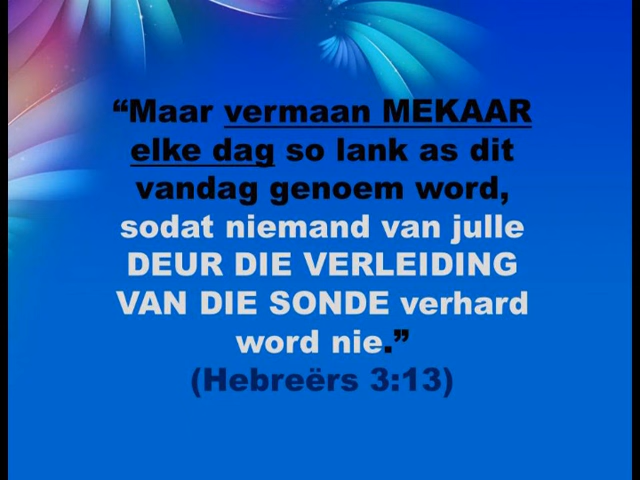 “Maar vermaan MEKAAR
elke dag so lank as dit
vandag genoem word,
sodat niemand van julle
DEUR DIE VERLEIDING
VAN DIE SONDE verhard
word nie.”
(Hebreërs 3:13)